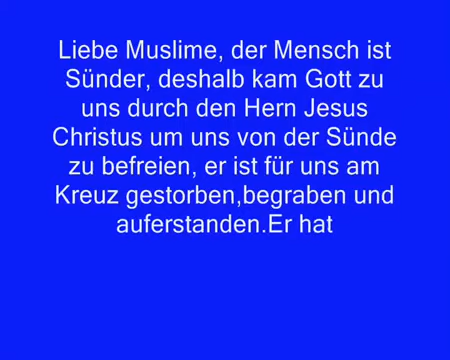 Liebe Muslime, der Mensch ist
Sünder, deshalb kam Gott zu
uns durch den Hern Jesus
Christus um uns von der Sünde
zu befreien, er ist für uns am
Kreuz gestorben,begraben und
auferstanden.Er hat